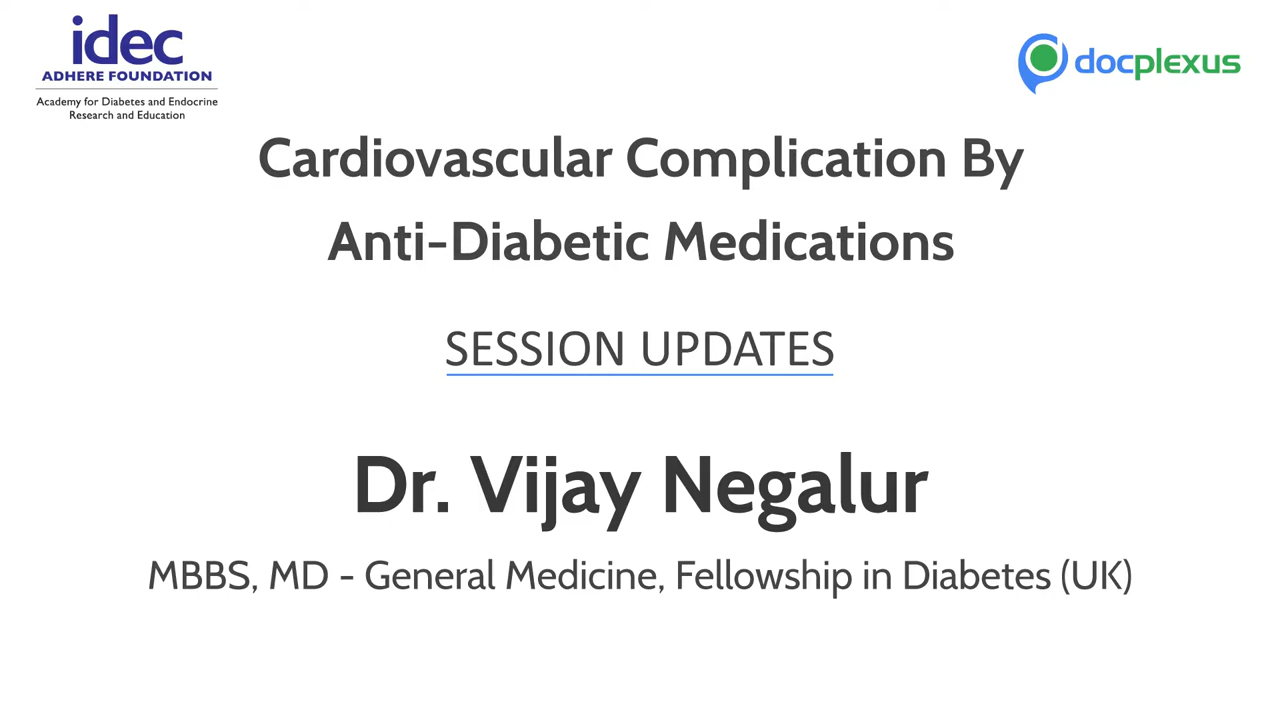 idec
ADHERE FOUNDATION
Academy for Diabetes and Endocrine
Research and Education
docplexus
Cardiovascular Complication By
Anti-Diabetic Medications
SESSION UPDATES
Dr. Vijay Negalur
MBBS, MD - General Medicine, Fellowship in Diabetes (UK)